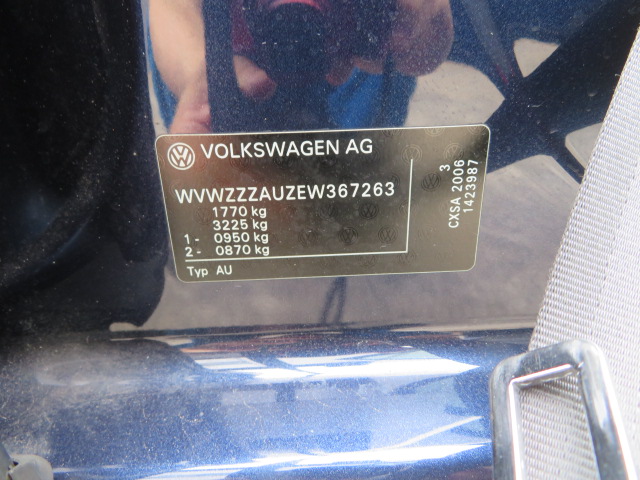 VOLKSWAGEN AG
WVWZZZAUZEW367263
1770 kg
3225 kg
1 - 0950 kg
2 - 0870 kg
Typ AU
3
CXSA 2006
1423987